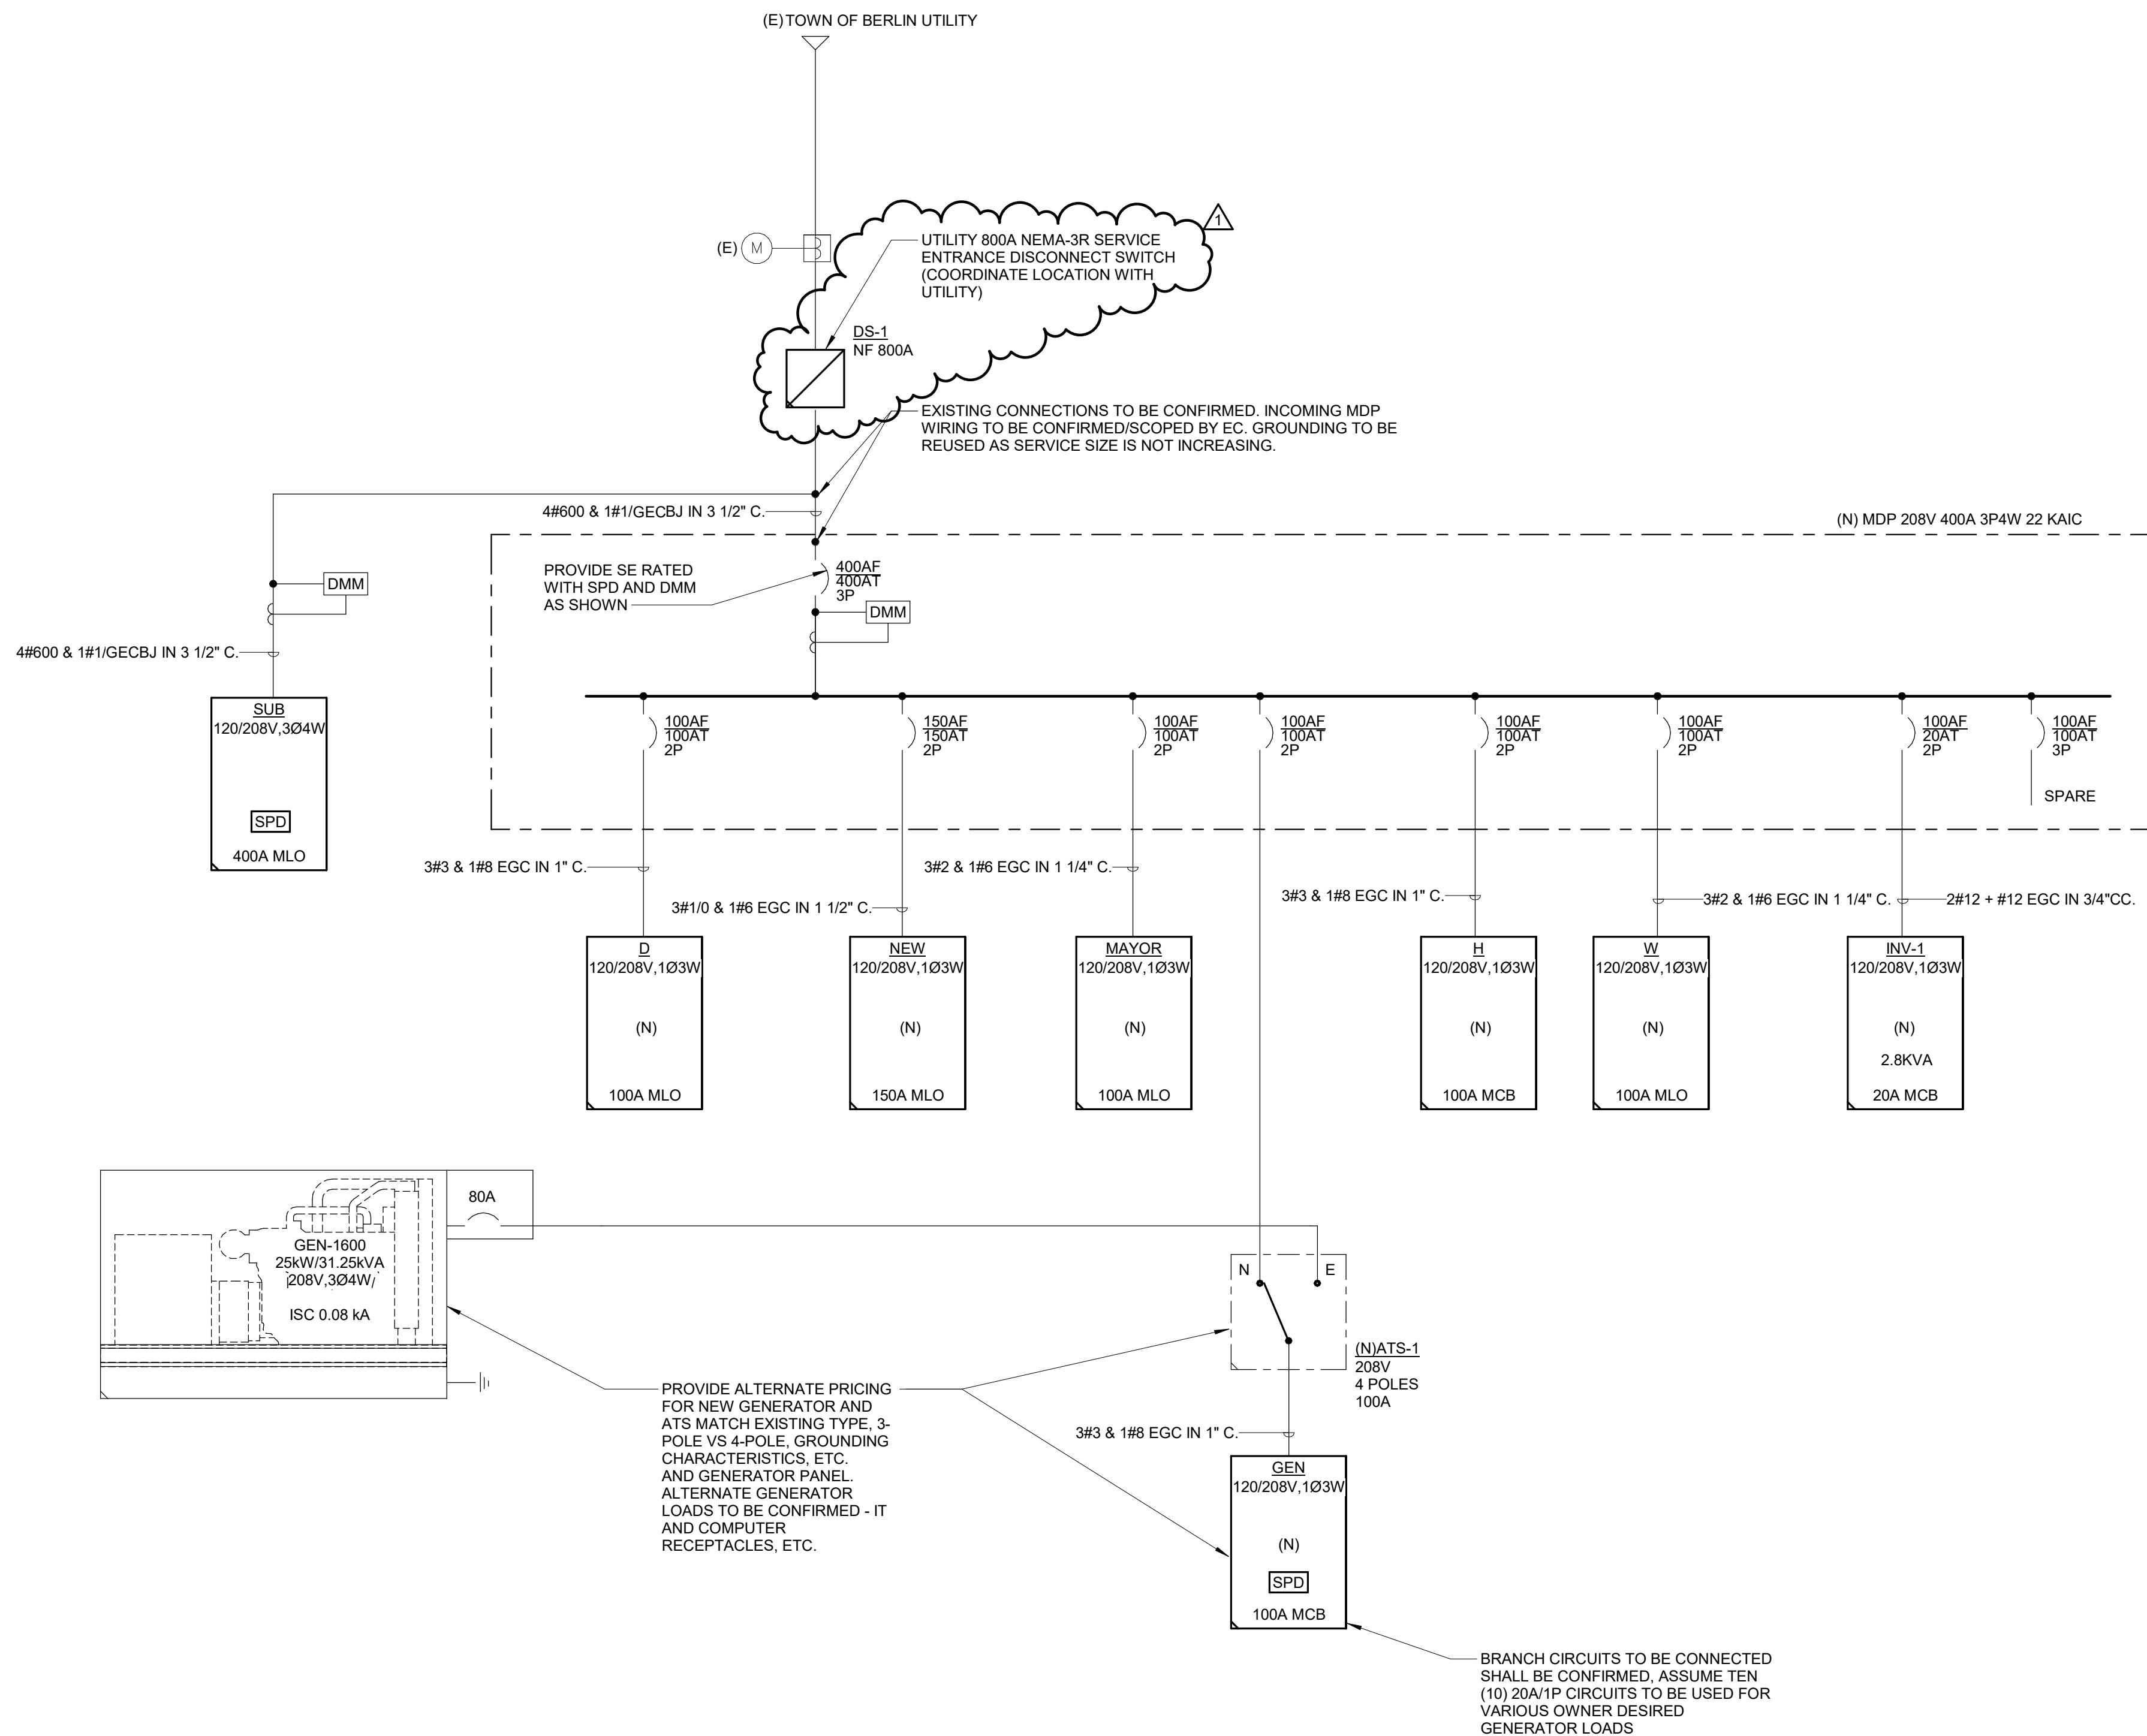 (E) TOWN OF BERLIN UTILITY
1
(E)
M
UTILITY 800A NEMA-3R SERVICE
ENTRANCE DISCONNECT SWITCH
(COORDINATE LOCATION WITH
UTILITY)
DS-1
NF 800A
EXISTING CONNECTIONS TO BE CONFIRMED. INCOMING MDP
WIRING TO BE CONFIRMED/SCOPED BY EC. GROUNDING TO BE
REUSED AS SERVICE SIZE IS NOT INCREASING.
4#600 & 1#1/GECBJ IN 3 1/2" C.
(N) MDP 208V 400A 3P4W 22 KAIC
PROVIDE SE RATED
WITH SPD AND DMM
AS SHOWN
400AF
400AT
3P
DMM
DMM
4#600 & 1#1/GECBJ IN 3 1/2" C.
SUB
120/208V,3Ø4W
SPD
400A MLO
100AF
100AT
2P
150AF
150AT
2P
100AF
100AT
2P
100AF
100AT
2P
100AF
100AT
2P
100AF
100AT
2P
100AF
20AT
2P
100AF
100AT
3P
SPARE
3#3 & 1#8 EGC IN 1" C.
3#1/0 & 1#6 EGC IN 1 1/2" C.
3#2 & 1#6 EGC IN 1 1/4" C.
3#3 & 1#8 EGC IN 1" C.
3#2 & 1#6 EGC IN 1 1/4" C.
2#12 + #12 EGC IN 3/4"CC.
D
120/208V,1Ø3W
(N)
100A MLO
NEW
120/208V,1Ø3W
(N)
150A MLO
MAYOR
120/208V,1Ø3W
(N)
100A MLO
H
120/208V,1Ø3W
(N)
100A MCB
W
120/208V,1Ø3W
(N)
100A MLO
INV-1
120/208V,1Ø3W
(N)
2.8KVA
20A MCB
80A
GEN-1600
25kW/31.25kVA
208V,3Ø4W
ISC 0.08 kA
N
E
(N)ATS-1
208V
4 POLES
100A
PROVIDE ALTERNATE PRICING
FOR NEW GENERATOR AND
ATS MATCH EXISTING TYPE, 3-
POLE VS 4-POLE, GROUNDING
CHARACTERISTICS, ETC.
AND GENERATOR PANEL.
ALTERNATE GENERATOR
LOADS TO BE CONFIRMED - IT
AND COMPUTER
RECEPTACLES, ETC.
3#3 & 1#8 EGC IN 1" C.
GEN
120/208V,1Ø3W
(N)
SPD
100A MCB
BRANCH CIRCUITS TO BE CONNECTED
SHALL BE CONFIRMED, ASSUME TEN
(10) 20A/1P CIRCUITS TO BE USED FOR
VARIOUS OWNER DESIRED
GENERATOR LOADS